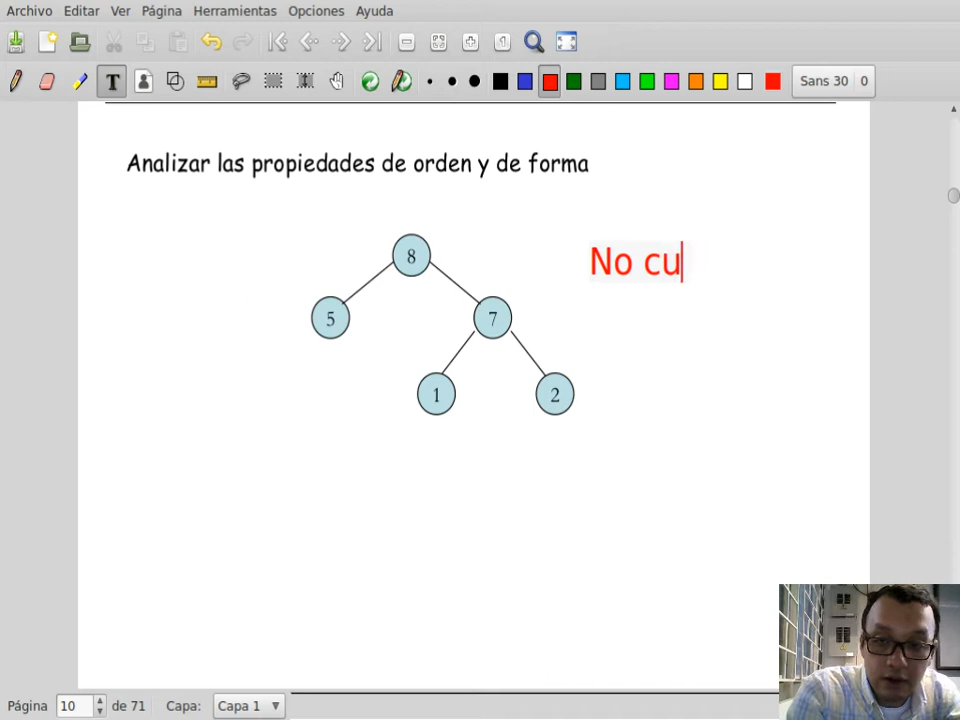 Archivo Editar Ver Página Herramientas Opciones Ayuda
T Sans 30 0
Analizar las propiedades de orden y de forma
8
No cu
5 7
1 2
Página 10 de 71 Capa: Capa 1